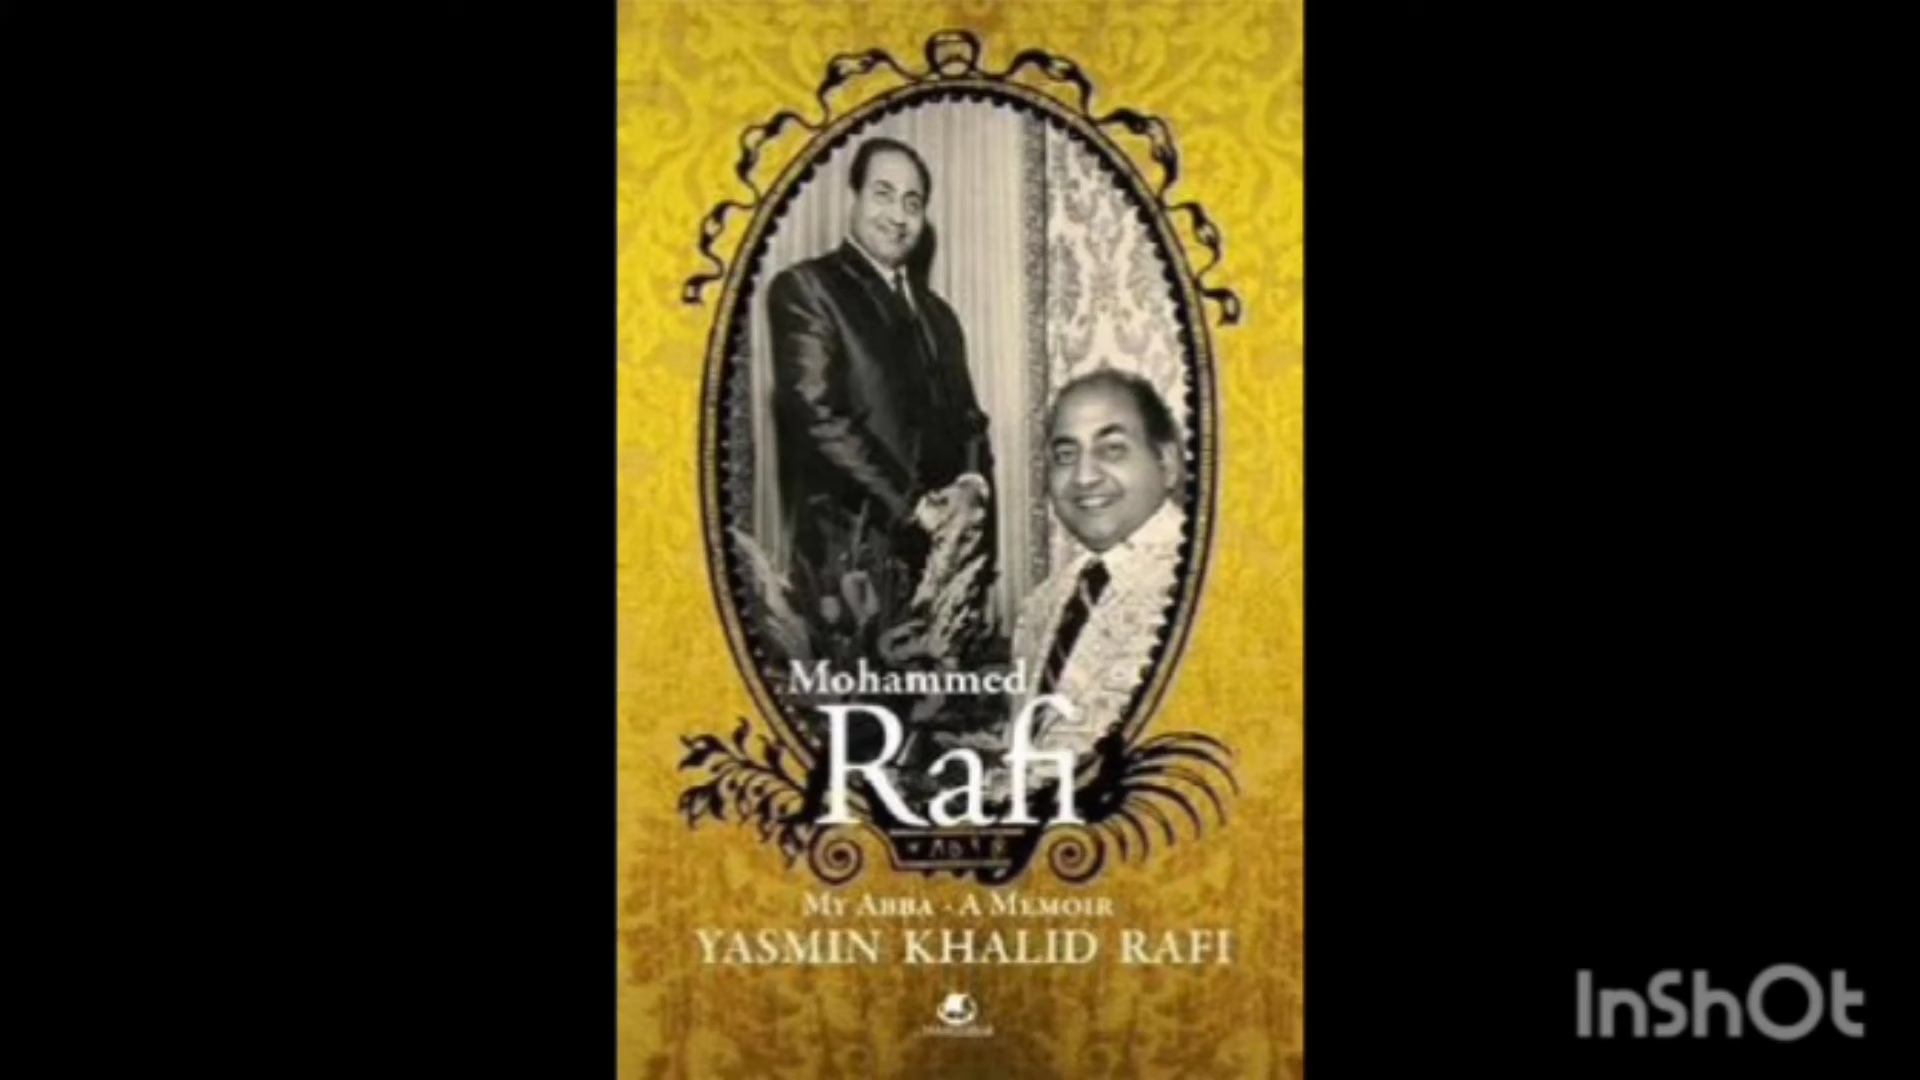 Mohammed
Rafi
MY ABBA - A MEMOIR
YASMIN KHALID RAFI
InShOt